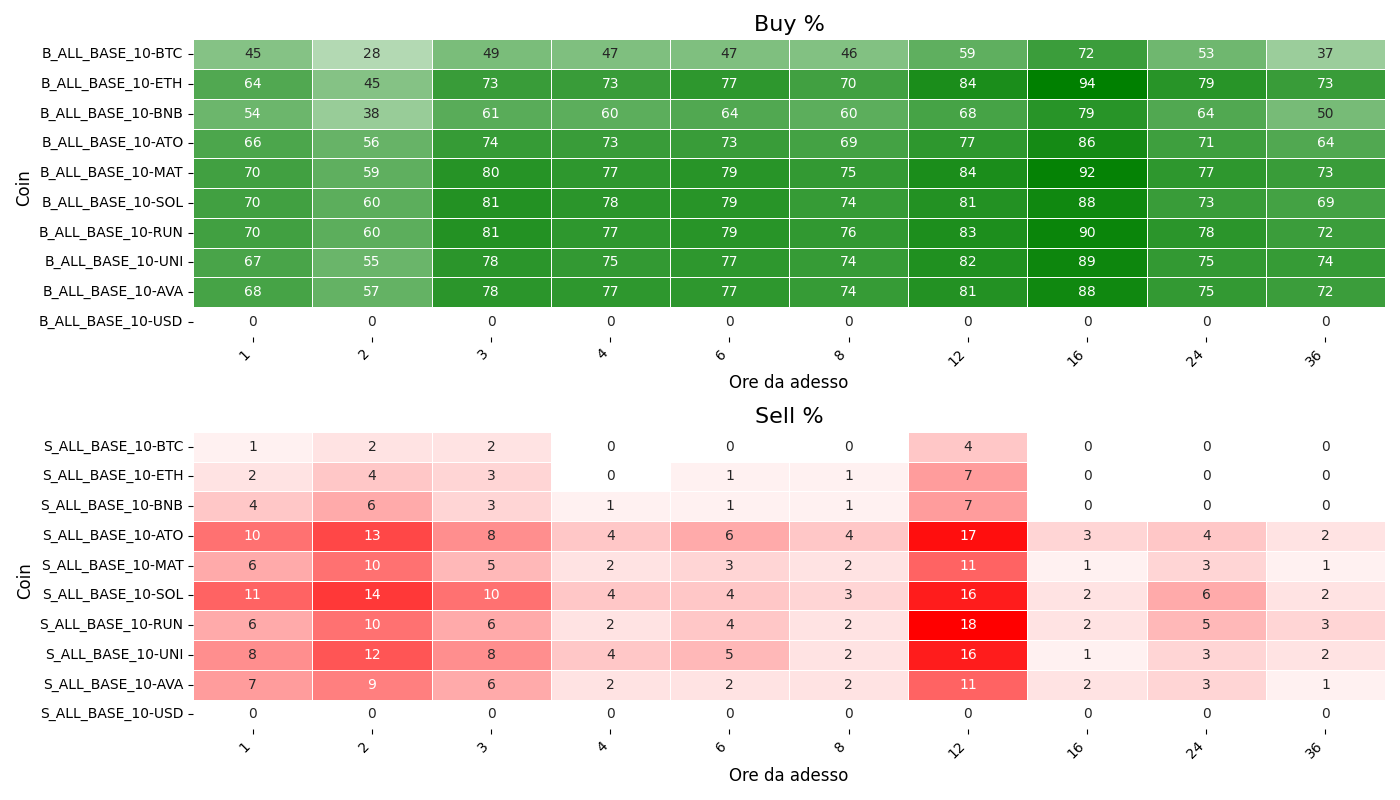 Buy %
Coin
B_ALL_BASE_10-BTC 45 28 49 47 47 46 59 72 53 37
B_ALL_BASE_10-ETH 64 45 73 73 77 70 84 94 79 73
B_ALL_BASE_10-BNB 54 38 61 60 64 60 68 79 64 50
B_ALL_BASE_10-ATO 66 56 74 73 73 69 77 86 71 64
B_ALL_BASE_10-MAT 70 59 80 77 79 75 84 92 77 73
B_ALL_BASE_10-SOL 70 60 81 78 79 74 81 88 73 69
B_ALL_BASE_10-RUN 70 60 81 77 79 76 83 90 78 72
B_ALL_BASE_10-UNI 67 55 78 75 77 74 82 89 75 74
B_ALL_BASE_10-AVA 68 57 78 77 77 74 81 88 75 72
B_ALL_BASE_10-USD 0 0 0 0 0 0 0 0 0 0
1 2 3 4 6 8 12 16 24 36
Ore da adesso
Sell %
Coin
S_ALL_BASE_10-BTC 1 2 2 0 0 0 4 0 0 0
S_ALL_BASE_10-ETH 2 4 3 0 1 1 7 0 0 0
S_ALL_BASE_10-BNB 4 6 3 1 1 1 7 0 0 0
S_ALL_BASE_10-ATO 10 13 8 4 6 4 17 3 4 2
S_ALL_BASE_10-MAT 6 10 5 2 3 2 11 1 3 1
S_ALL_BASE_10-SOL 11 14 10 4 4 3 16 2 6 2
S_ALL_BASE_10-RUN 6 10 6 2 4 2 18 2 5 3
S_ALL_BASE_10-UNI 8 12 8 4 5 2 16 1 3 2
S_ALL_BASE_10-AVA 7 9 6 2 2 2 11 2 3 1
S_ALL_BASE_10-USD 0 0 0 0 0 0 0 0 0 0
1 2 3 4 6 8 12 16 24 36
Ore da adesso